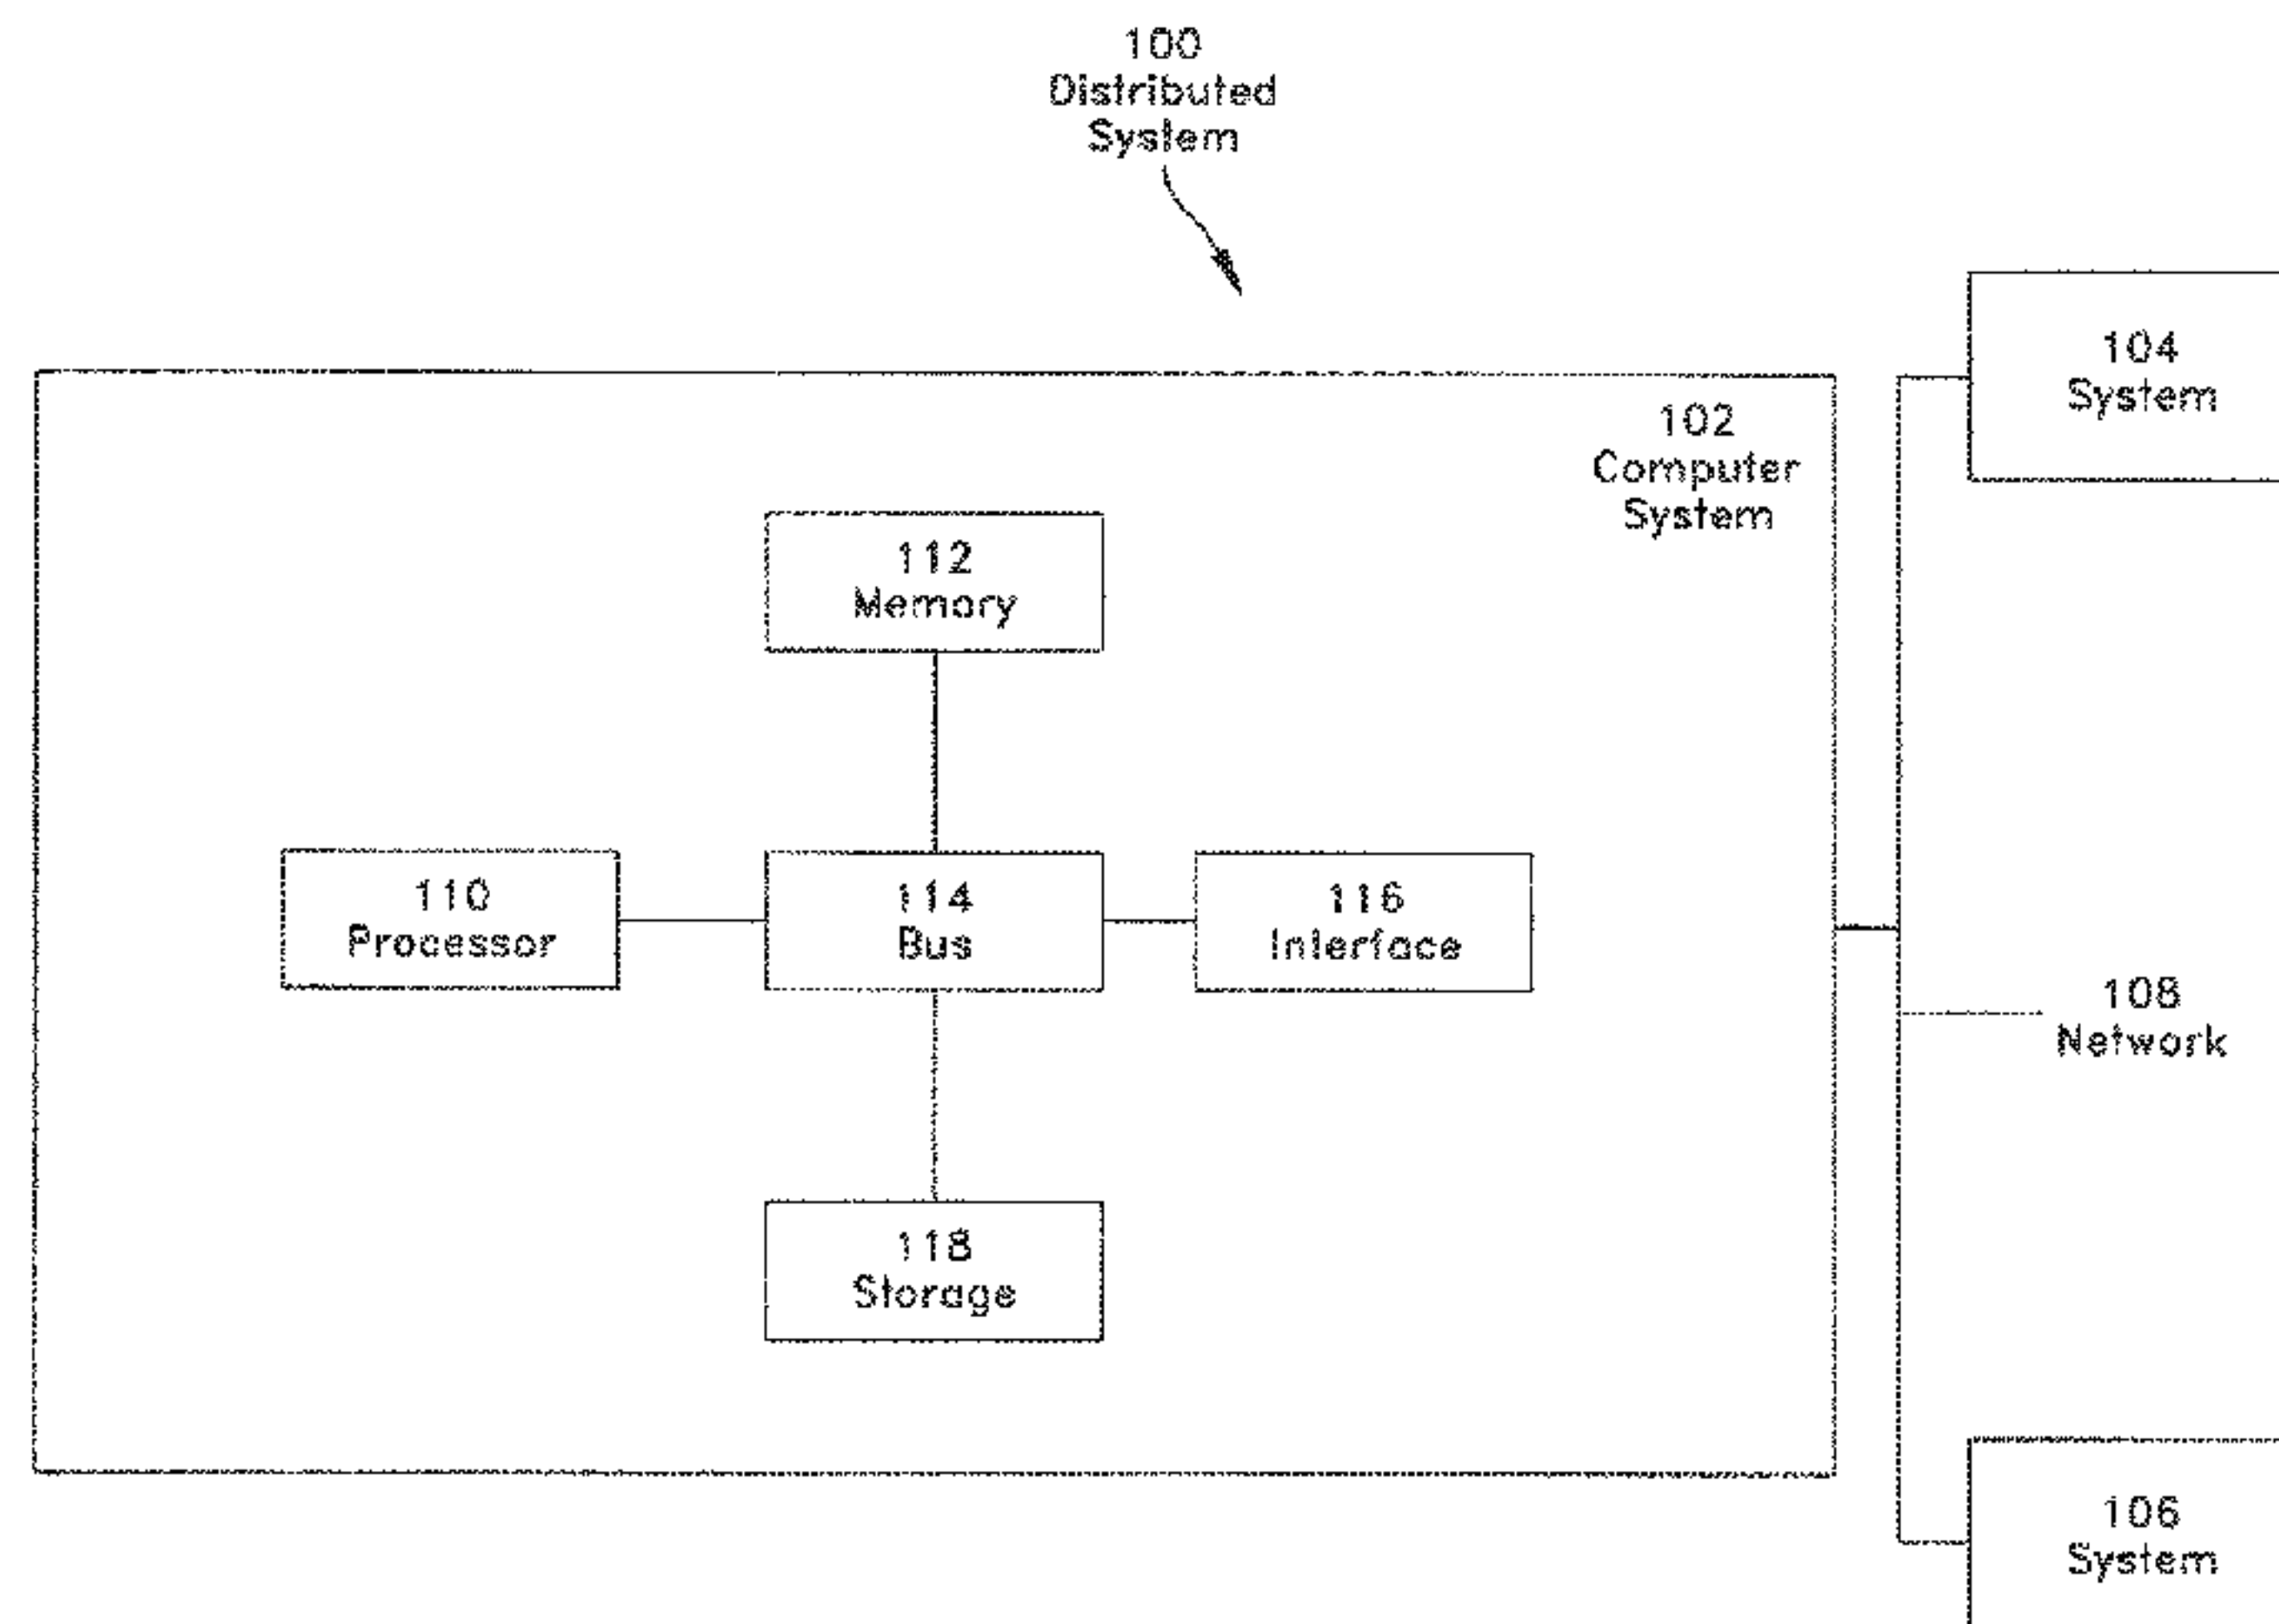 100
Distributed
System
104
System
102
Computer
System
112
Memory
110
Processor
114
Bus
116
Interface
108
Network
118
Storage
106
System